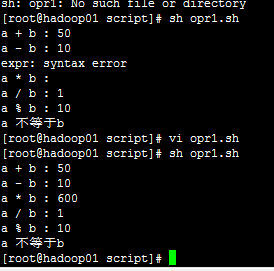 sh: opr1: No such file or directory
[root@hadoop01 script]# sh opr1.sh
a + b : 50
a - b : 10
expr: syntax error
a * b :
a / b : 1
a % b : 10
a 不等于b
[root@hadoop01 script]# vi opr1.sh
[root@hadoop01 script]# sh opr1.sh
a + b : 50
a - b : 10
a * b : 600
a / b : 1
a % b : 10
a 不等于b
[root@hadoop01 script]#